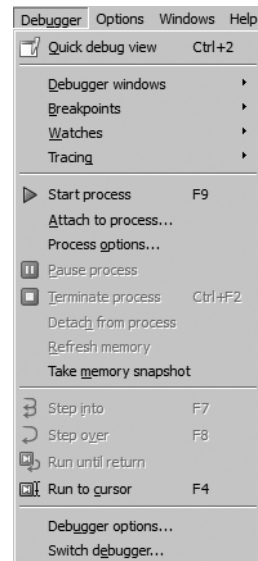 Debugger Options Windows Help
Quick debug view Ctrl+2
Debugger windows
Breakpoints
Watches
Tracing
Start process F9
Attach to process...
Process options...
Pause process
Terminate process Ctrl+F2
Detach from process
Refresh memory
Take memory snapshot
Step into F7
Step over F8
Run until return
Run to cursor F4
Debugger options...
Switch debugger...